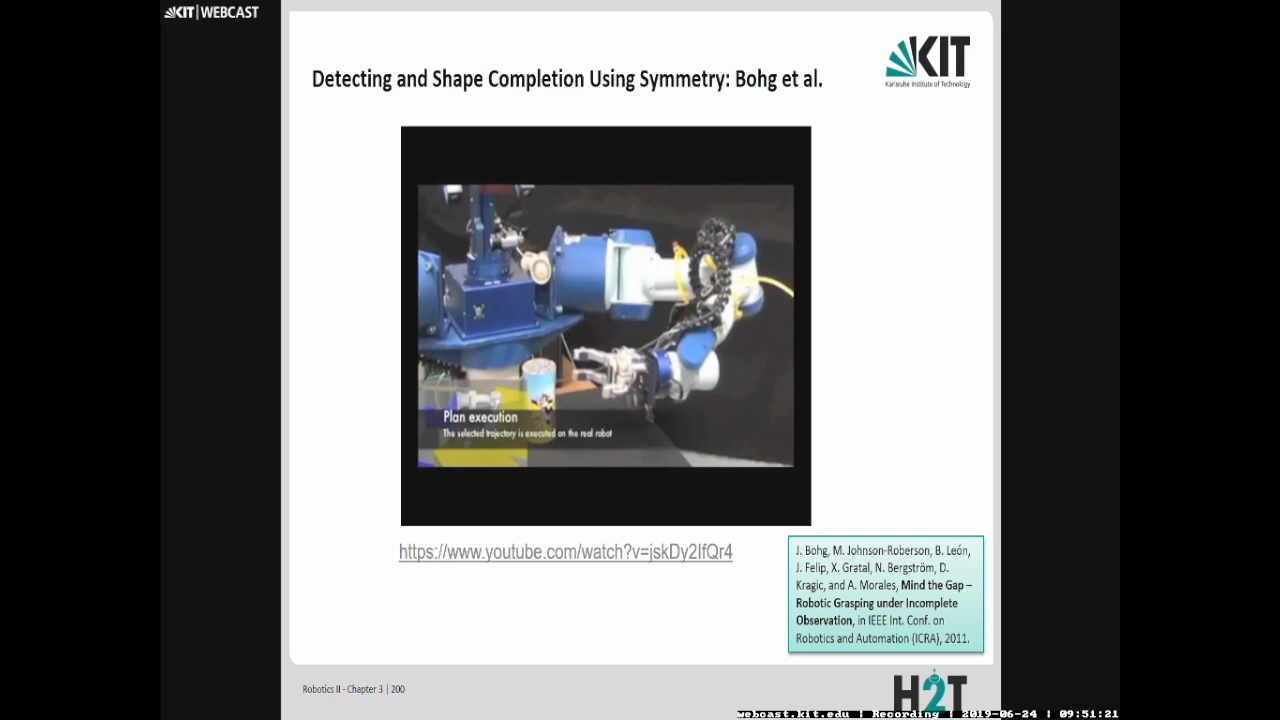 KIT | WEBCAST
KIT
Karlsruhe Institute of Technology
Detecting and Shape Completion Using Symmetry: Bohg et al.
Plan execution
The selected trajectory is executed on the real robot
https://www.youtube.com/watch?v=jskDy2IfQr4
J. Bohg, M. Johnson-Roberson, B. León,
J. Felip, X. Gratal, N. Bergström, D.
Kragic, and A. Morales, Mind the Gap –
Robotic Grasping under Incomplete
Observation, in IEEE Int. Conf. on
Robotics and Automation (ICRA), 2011.
Robotics II - Chapter 3 | 200
H2T
webcast.kit.edu | Recording | 2019-06-24 | 09:51:21